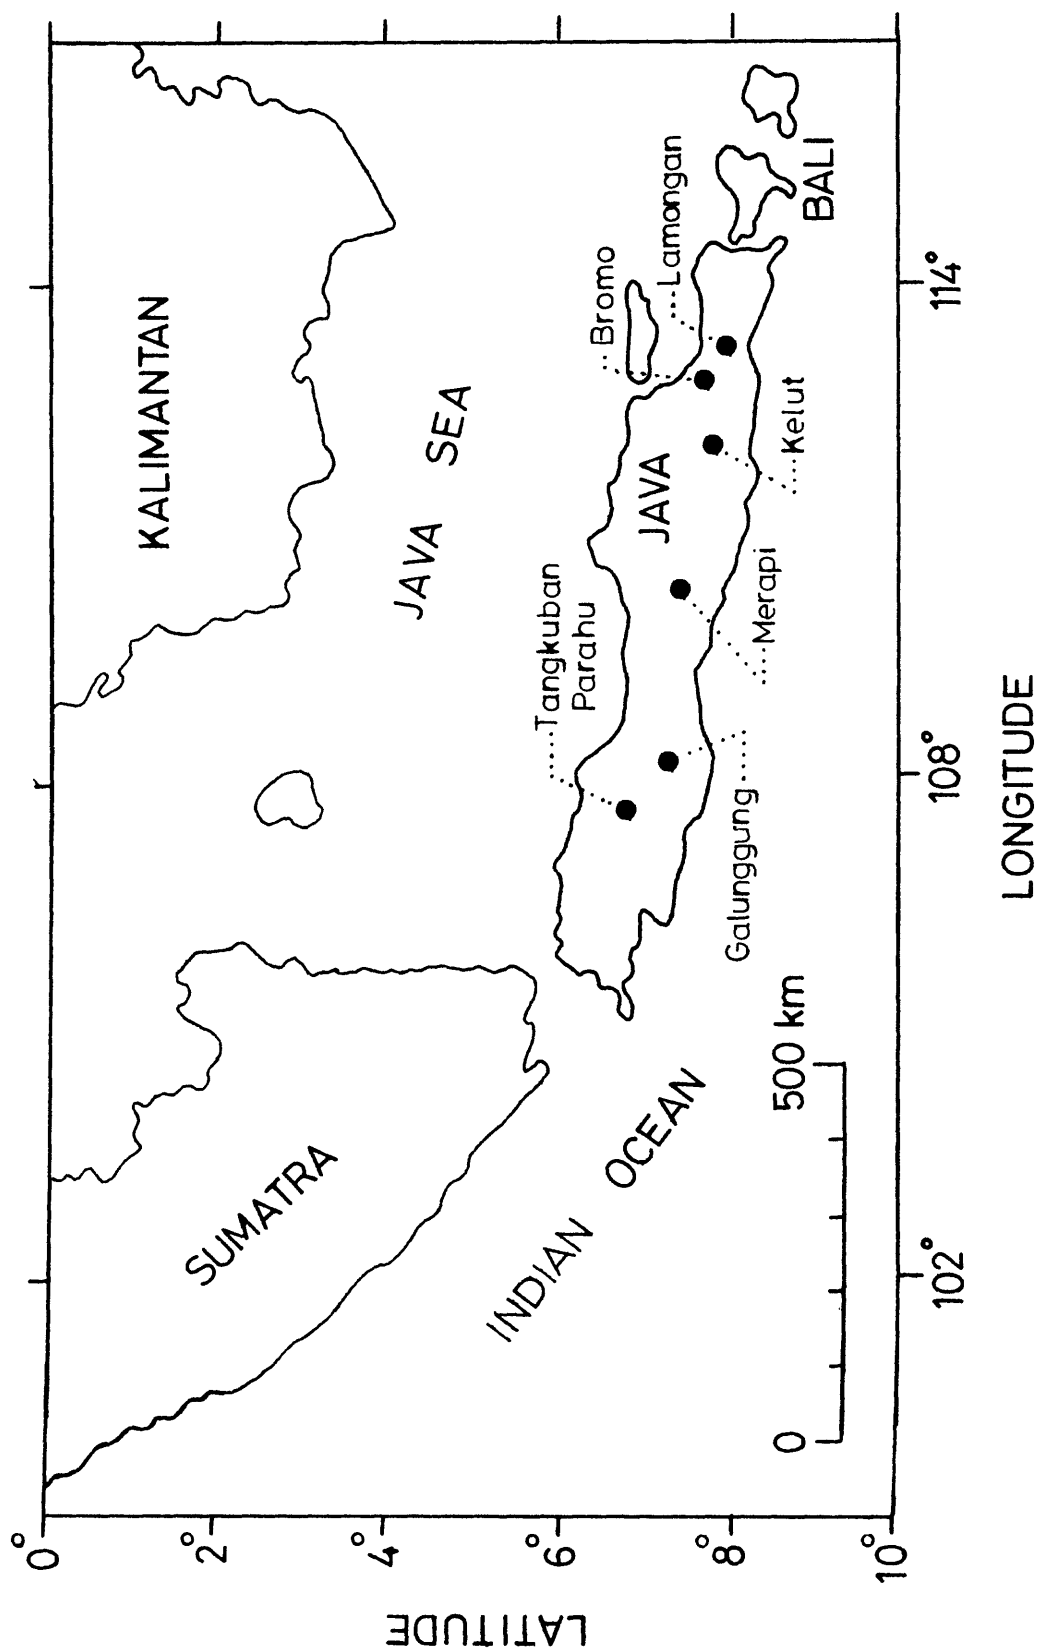 KALIMANTAN
JAVA SEA
SUMATRA
INDIAN OCEAN
JAVA
BALI
Tangkuban
Parahu
Bromo
Lamongan
Galunggung
Merapi
Kelut
0 500 km
LATITUDE
0°
2°
4°
6°
8°
10°
102°
108°
114°
LONGITUDE